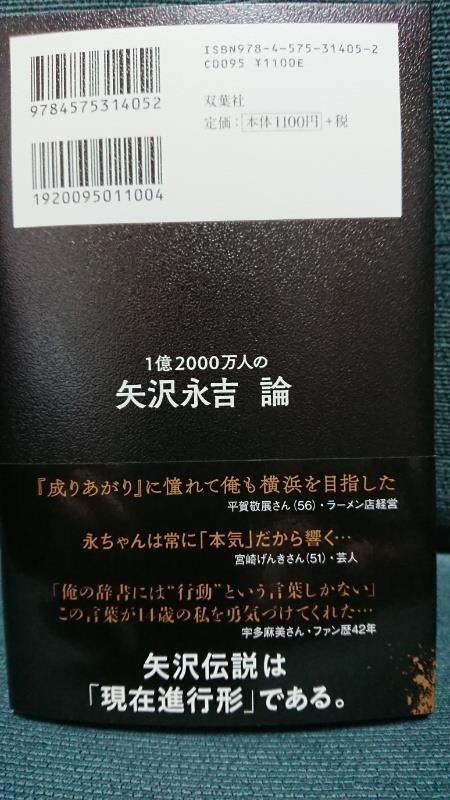 ISBN978-4-575-31405-2
C0095 ¥1100E
9784575314052
双葉社
定価：本体1100円+税
1920095011004
1億2000万人の
矢沢永吉 論
『成りあがり』に憧れて俺も横浜を目指した
平賀敬展さん（56）・ラーメン店経営
永ちゃんは常に「本気」だから響く…
宮崎げんきさん（51）・芸人
「俺の辞書には“行動”という言葉しかない」
この言葉が14歳の私を勇気づけてくれた…
宇多麻美さん・ファン歴42年
矢沢伝説は
「現在進行形」である。